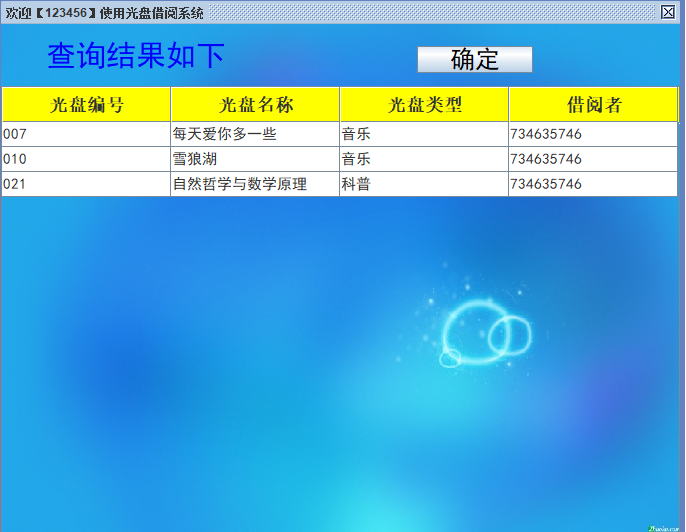 欢迎【123456】使用光盘借阅系统
查询结果如下 确定
光盘编号 光盘名称 光盘类型 借阅者
007 每天爱你多一些 音乐 734635746
010 雪狼湖 音乐 734635746
021 自然哲学与数学原理 科普 734635746